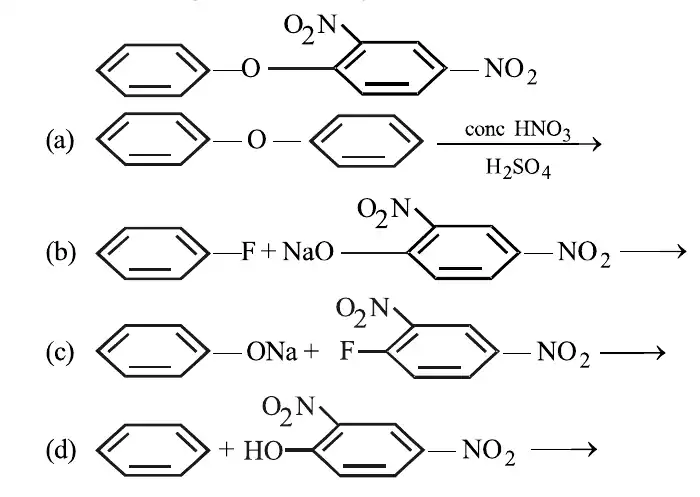 O₂N
—O— —NO₂
(a) —O— conc HNO₃
H₂SO₄
O₂N
(b) —F + NaO— —NO₂ ⟶
O₂N
(c) —ONa + F— —NO₂ ⟶
O₂N
(d) + HO— —NO₂ ⟶